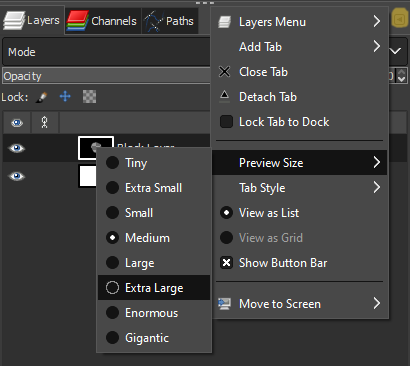 Layers
Channels
Paths
Mode
Opacity
Lock:
Layers Menu
Add Tab
Close Tab
Detach Tab
Lock Tab to Dock
Preview Size
Tab Style
View as List
View as Grid
Show Button Bar
Move to Screen
Tiny
Extra Small
Small
Medium
Large
Extra Large
Enormous
Gigantic